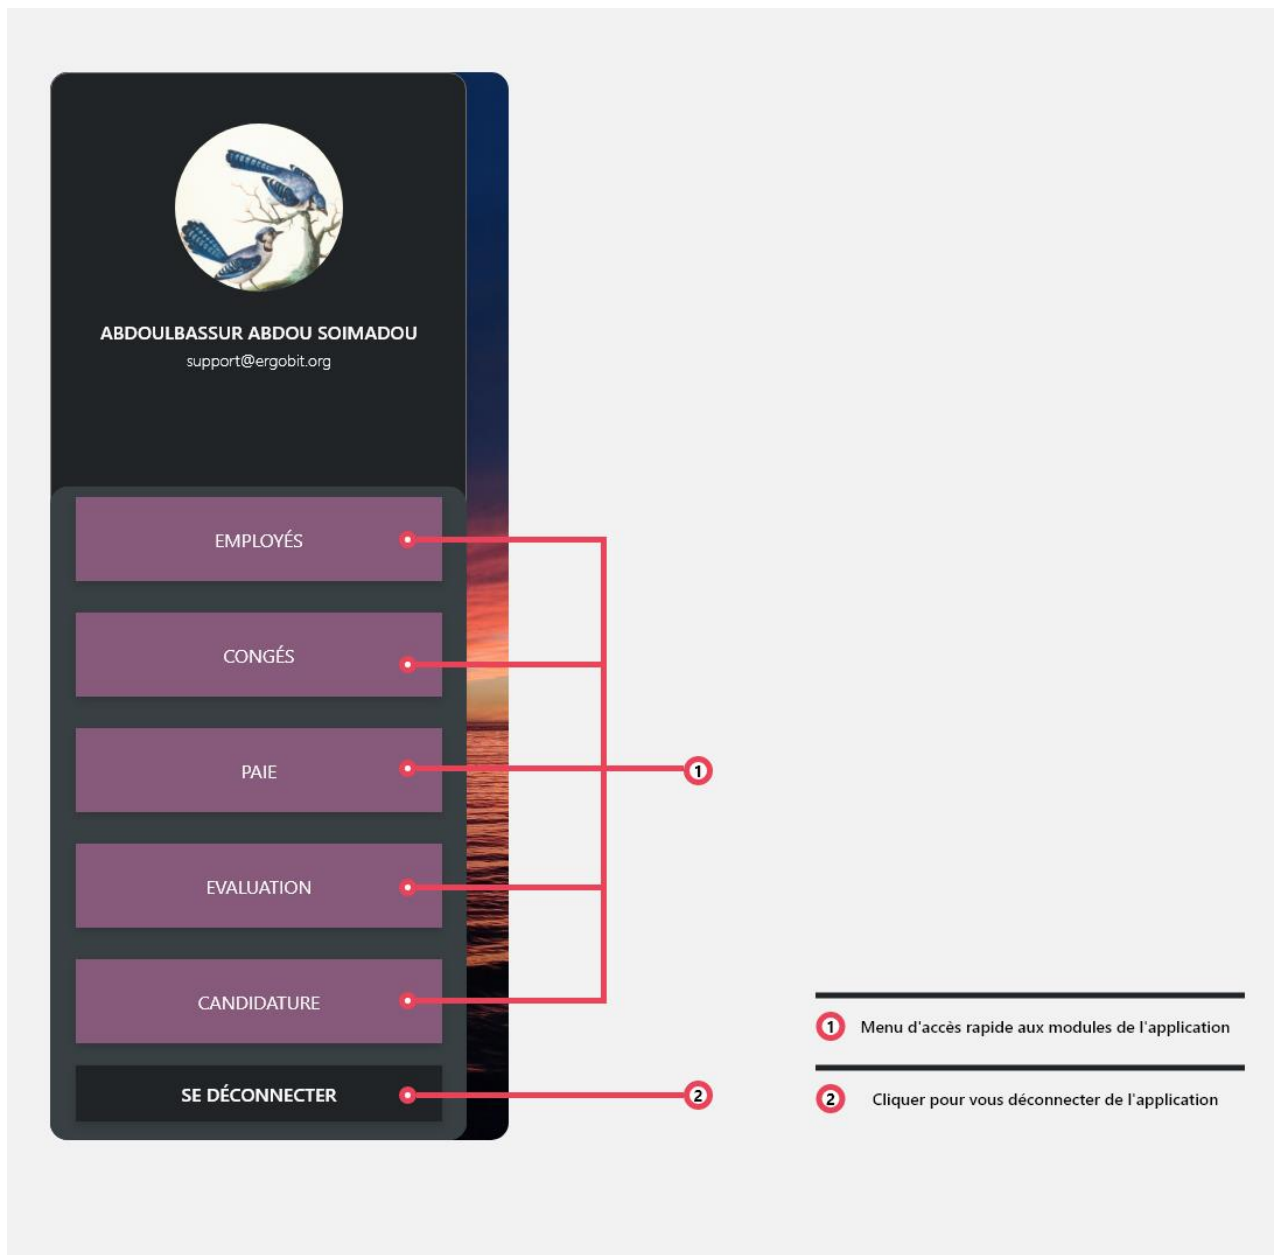 ABDOULBASSUR ABDOU SOIMADOU
support@ergobit.org
EMPLOYÉS
CONGÉS
PAIE
1
EVALUATION
CANDIDATURE
SE DÉCONNECTER
2
1 Menu d'accès rapide aux modules de l'application
2 Cliquer pour vous déconnecter de l'application